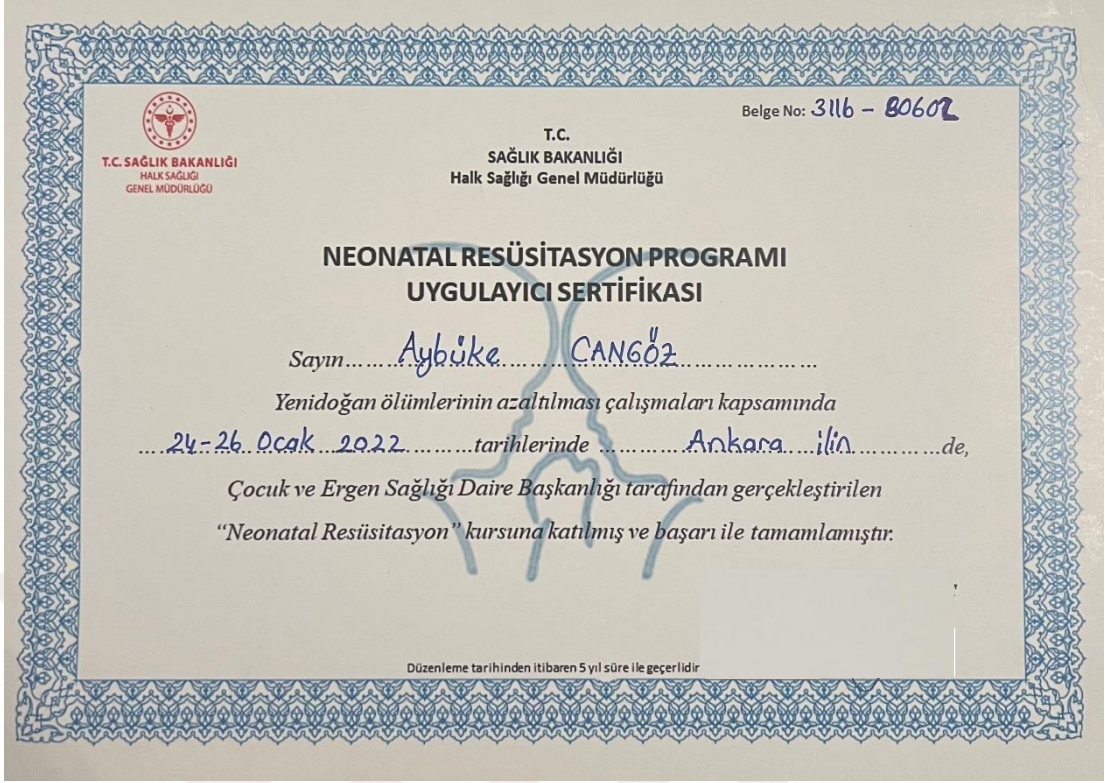 Belge No: 3116 - 80602
T.C. SAĞLIK BAKANLIĞI
HALK SAĞLIĞI
GENEL MÜDÜRLÜĞÜ
T.C.
SAĞLIK BAKANLIĞI
Halk Sağlığı Genel Müdürlüğü
NEONATAL RESÜSİTASYON PROGRAMI
UYGULAYICI SERTİFİKASI
Sayın......Aybüke......CANGÖZ...........................
Yenidoğan ölümlerinin azaltılması çalışmaları kapsamında
....24-26 Ocak 2022.........tarihlerinde............Ankara ilin............de,
Çocuk ve Ergen Sağlığı Daire Başkanlığı tarafından gerçekleştirilen
“Neonatal Resüsitasyon” kursuna katılmış ve başarı ile tamamlamıştır.
Düzenleme tarihinden itibaren 5 yıl süre ile geçerlidir